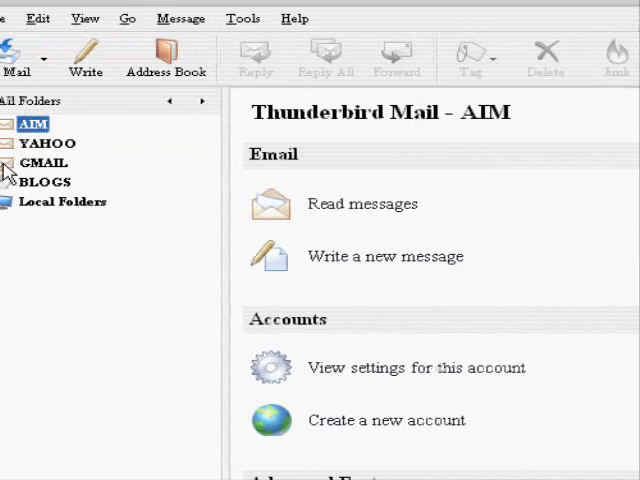 Edit View Go Message Tools Help
Mail Write Address Book Reply Reply All Forward Tag Delete Junk
All Folders
AIM
YAHOO
GMAIL
BLOGS
Local Folders
Thunderbird Mail - AIM
Email
Read messages
Write a new message
Accounts
View settings for this account
Create a new account